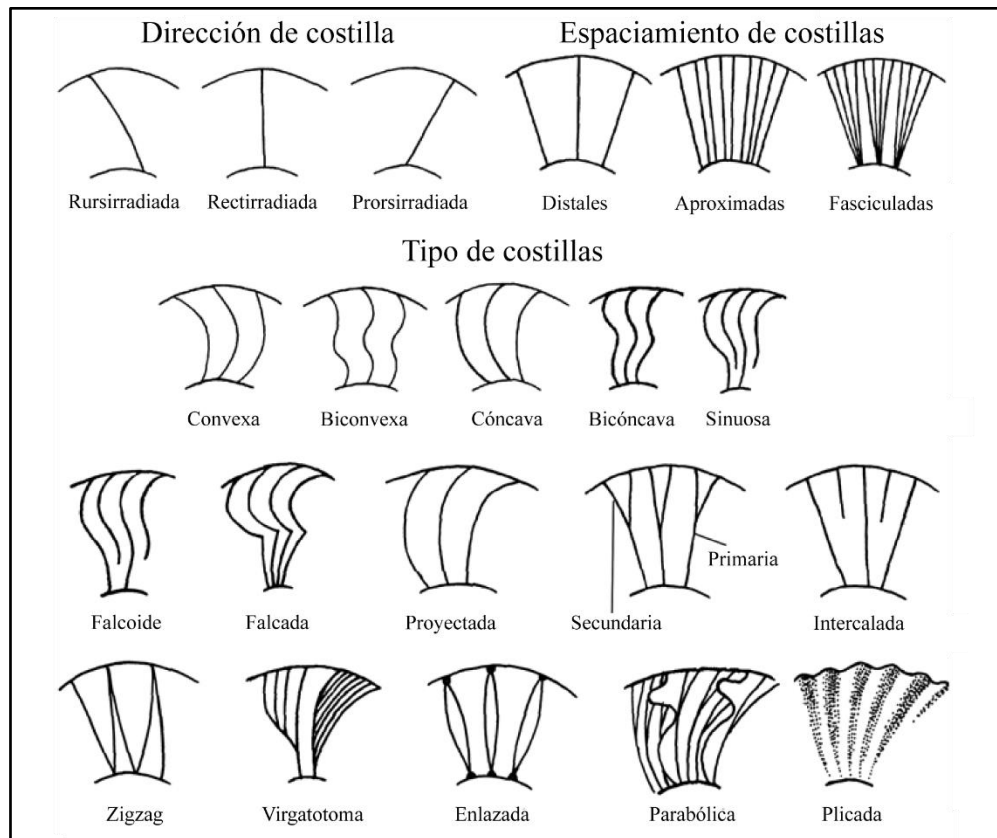 Dirección de costilla
Espaciamiento de costillas
Rursirradiada
Rectirradiada
Prorsirradiada
Distales
Aproximadas
Fasciculadas
Tipo de costillas
Convexa
Biconvexa
Cóncava
Bicóncava
Sinuosa
Primaria
Falcoide
Falcada
Proyectada
Secundaria
Intercalada
Zigzag
Virgatotoma
Enlazada
Parabólica
Plicada